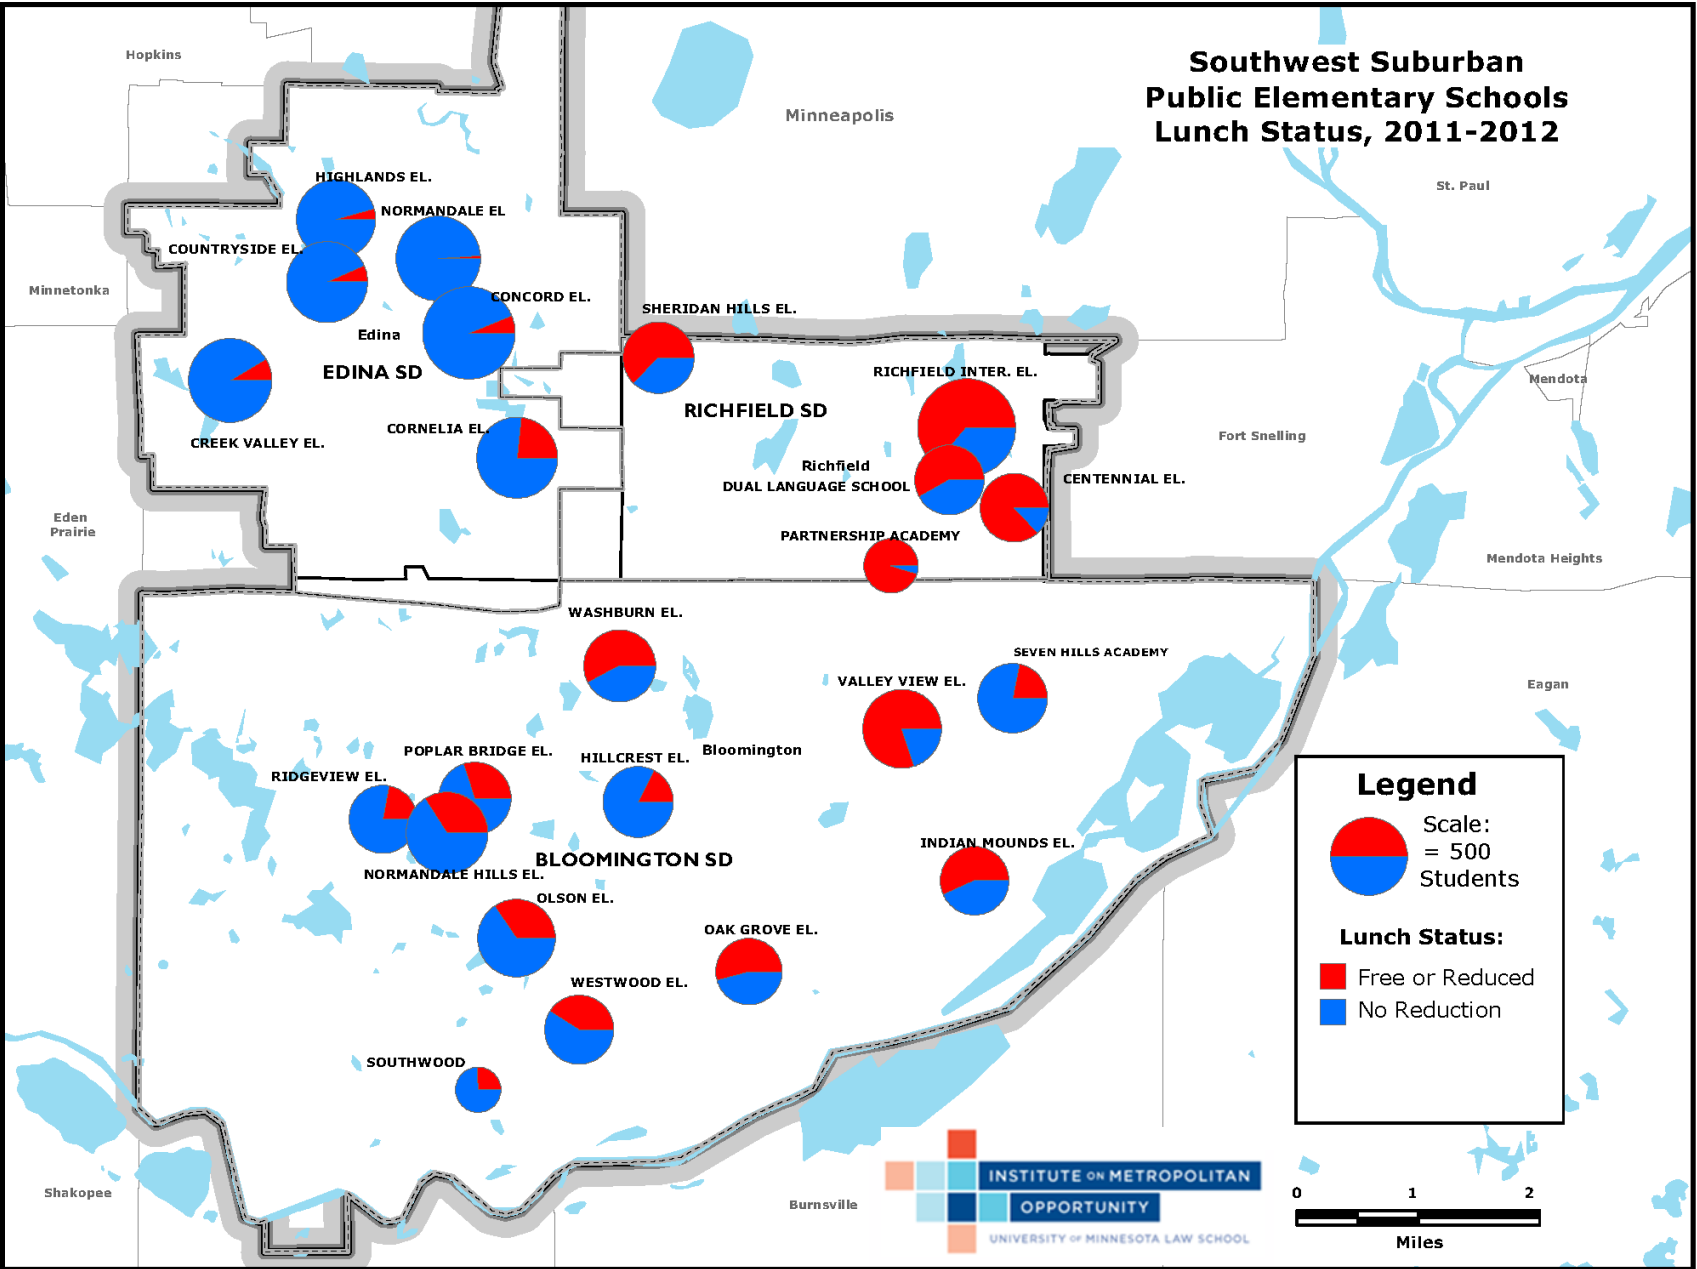 Southwest Suburban
Public Elementary Schools
Lunch Status, 2011-2012
Hopkins
Minneapolis
St. Paul
HIGHLANDS EL.
NORMANDALE EL
COUNTRYSIDE EL.
Minnetonka
CONCORD EL.
SHERIDAN HILLS EL.
Edina
EDINA SD
RICHFIELD INTER. EL.
Mendota
RICHFIELD SD
CORNELIA EL.
CREEK VALLEY EL.
Fort Snelling
Richfield
DUAL LANGUAGE SCHOOL
CENTENNIAL EL.
Eden
Prairie
PARTNERSHIP ACADEMY
Mendota Heights
WASHBURN EL.
SEVEN HILLS ACADEMY
VALLEY VIEW EL.
Eagan
POPLAR BRIDGE EL.
Bloomington
HILLCREST EL.
RIDGEVIEW EL.
INDIAN MOUNDS EL.
BLOOMINGTON SD
NORMANDALE HILLS EL.
OLSON EL.
OAK GROVE EL.
WESTWOOD EL.
SOUTHWOOD
Legend
Scale:
= 500
Students
Lunch Status:
Free or Reduced
No Reduction
Shakopee
Burnsville
INSTITUTE ON METROPOLITAN
OPPORTUNITY
UNIVERSITY OF MINNESOTA LAW SCHOOL
0 1 2
Miles